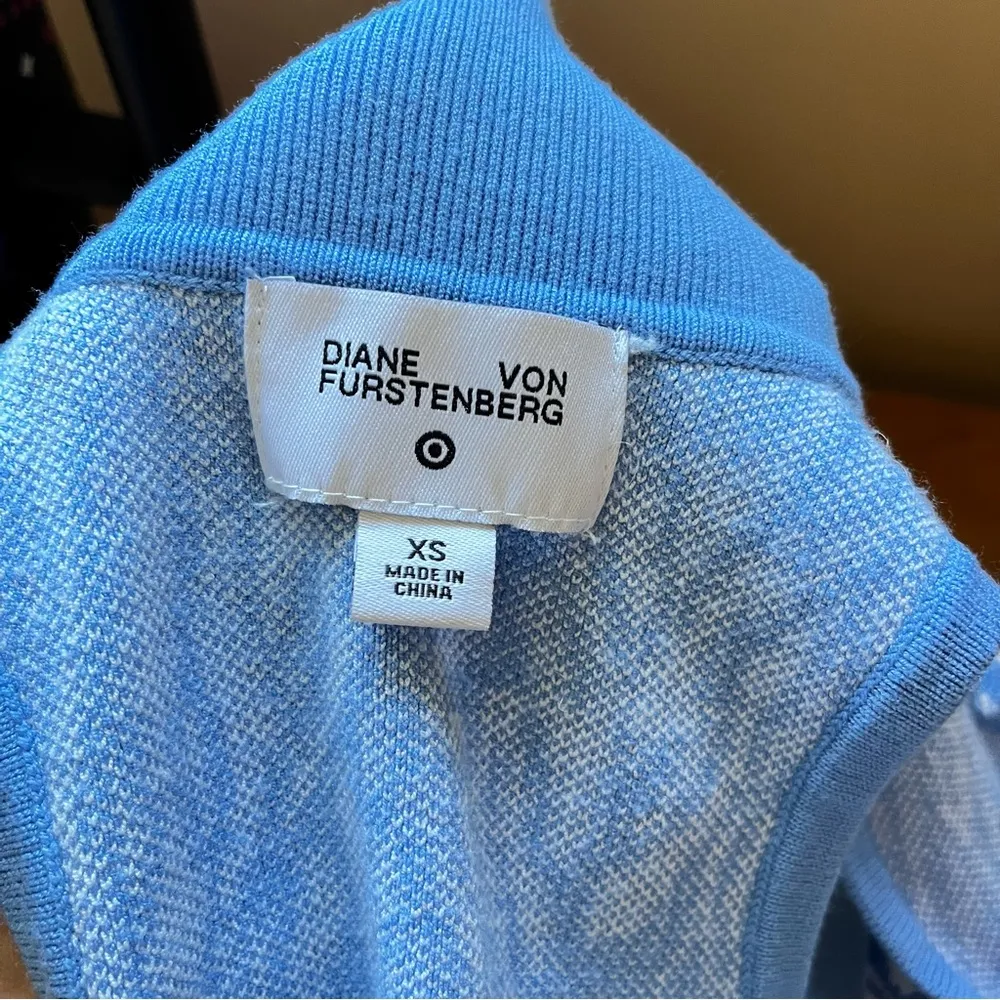 DIANE VON
FURSTENBERG
XS
MADE IN
CHINA